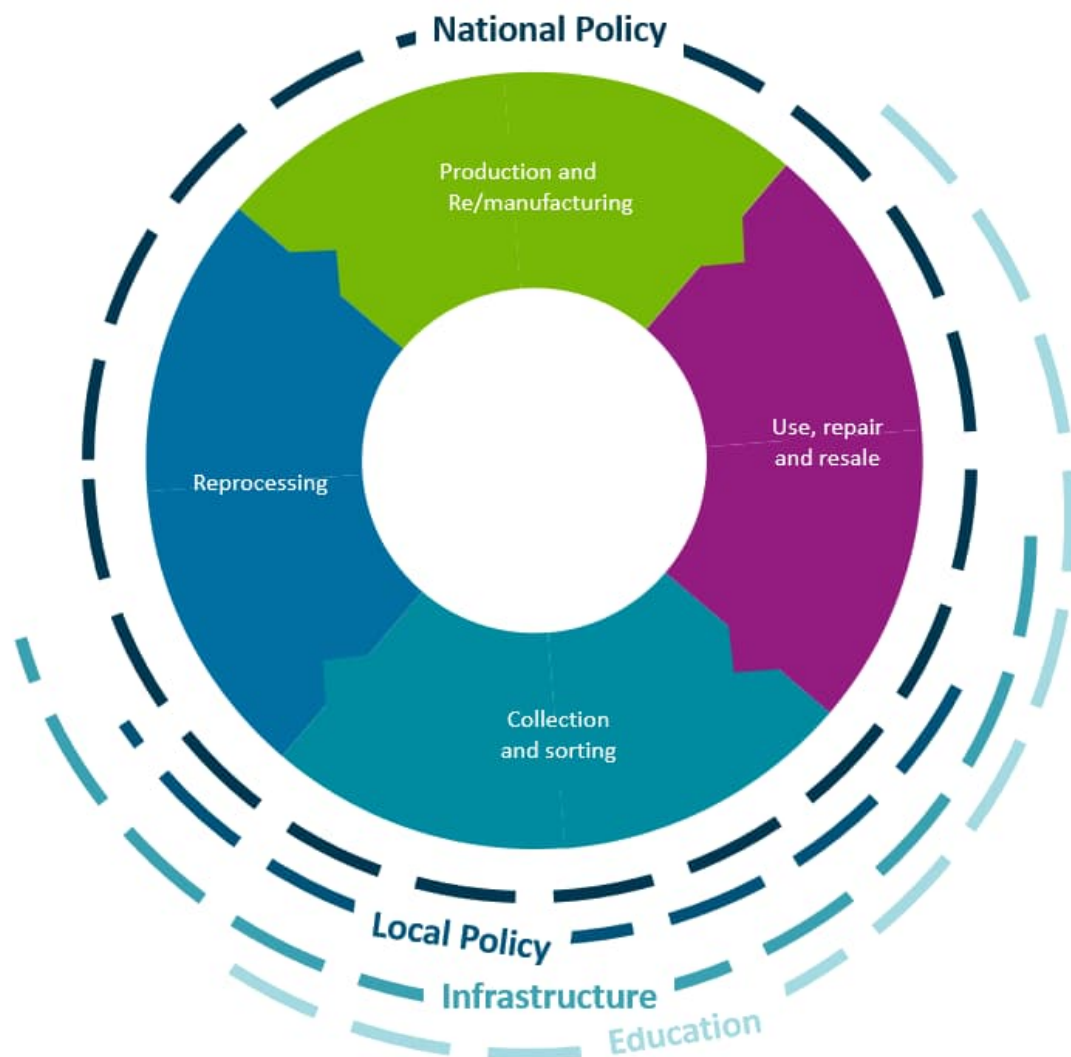 National Policy
Production and
Re/manufacturing
Use, repair
and resale
Reprocessing
Collection
and sorting
Local Policy
Infrastructure
Education